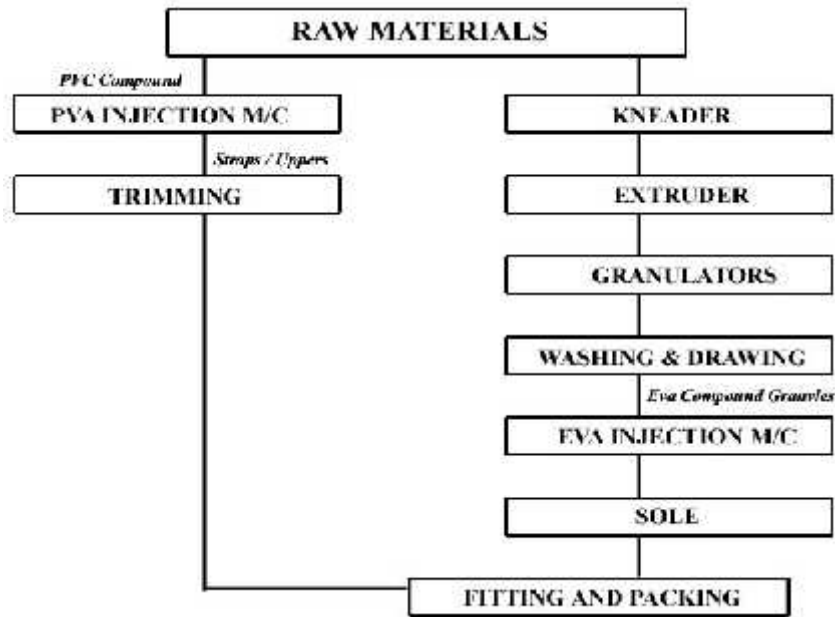 RAW MATERIALS
PVC Compound
PVA INJECTION M/C
Straps / Uppers
TRIMMING
KNEADER
EXTRUDER
GRANULATORS
WASHING & DRAWING
Eva Compound Granules
EVA INJECTION M/C
SOLE
FITTING AND PACKING